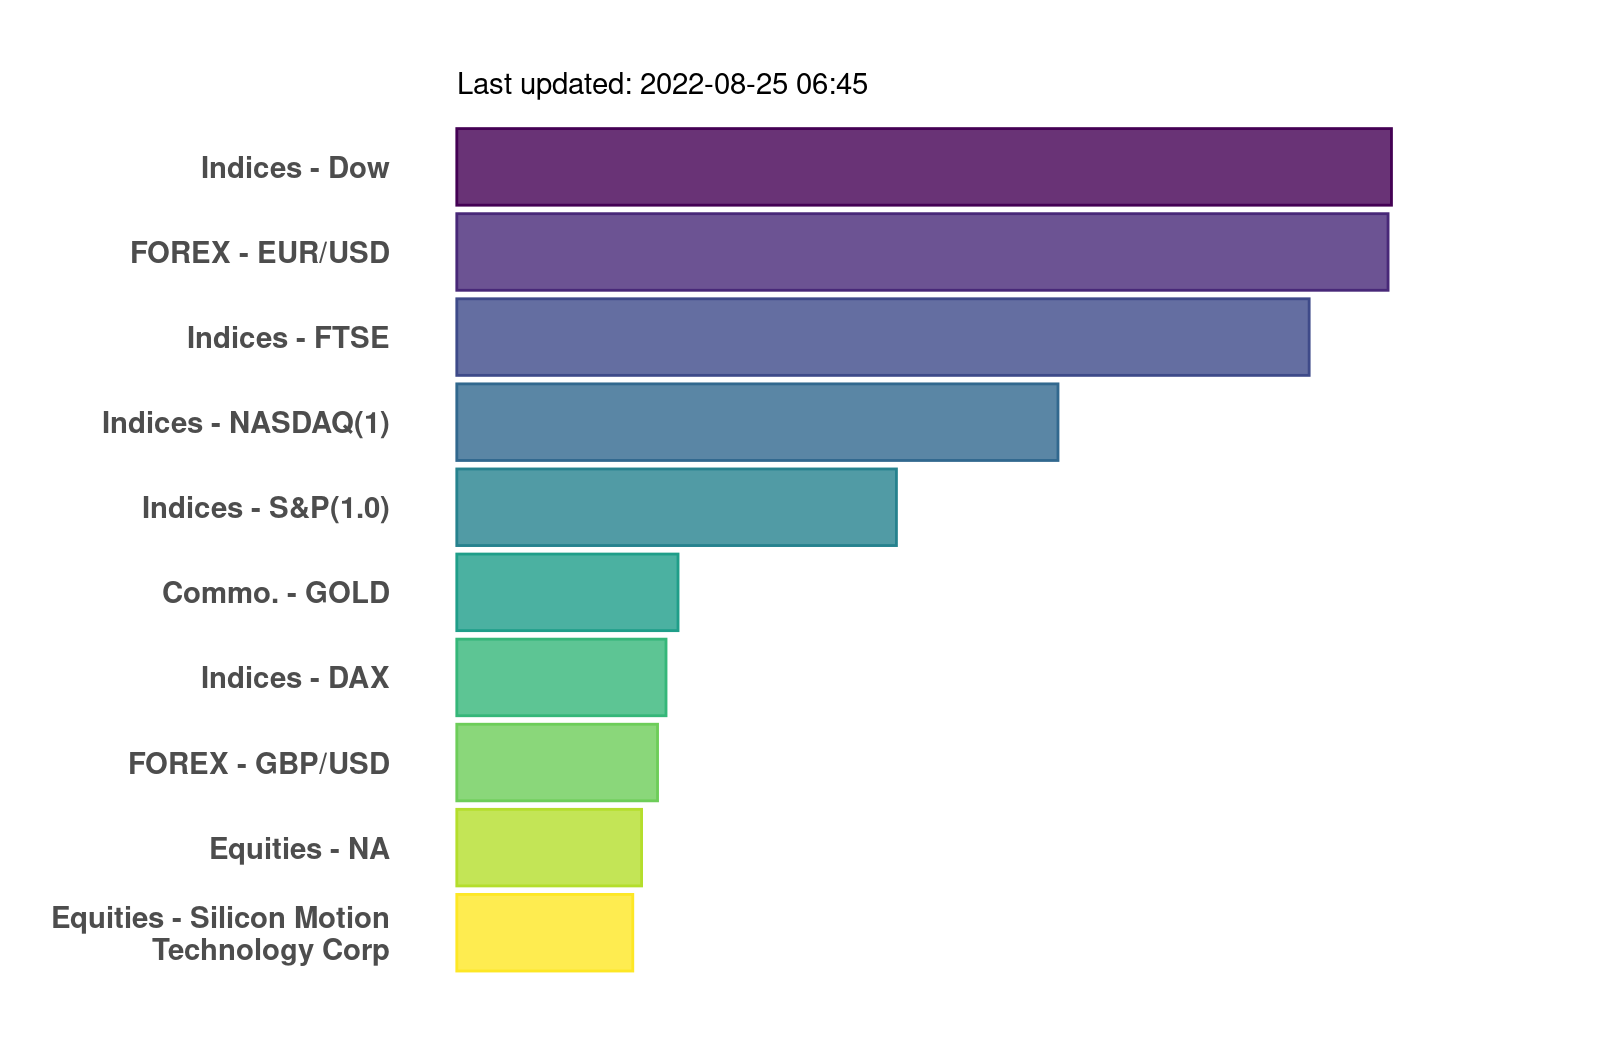 Last updated: 2022-08-25 06:45
Indices - Dow
FOREX - EUR/USD
Indices - FTSE
Indices - NASDAQ(1)
Indices - S&P(1.0)
Commo. - GOLD
Indices - DAX
FOREX - GBP/USD
Equities - NA
Equities - Silicon Motion
Technology Corp